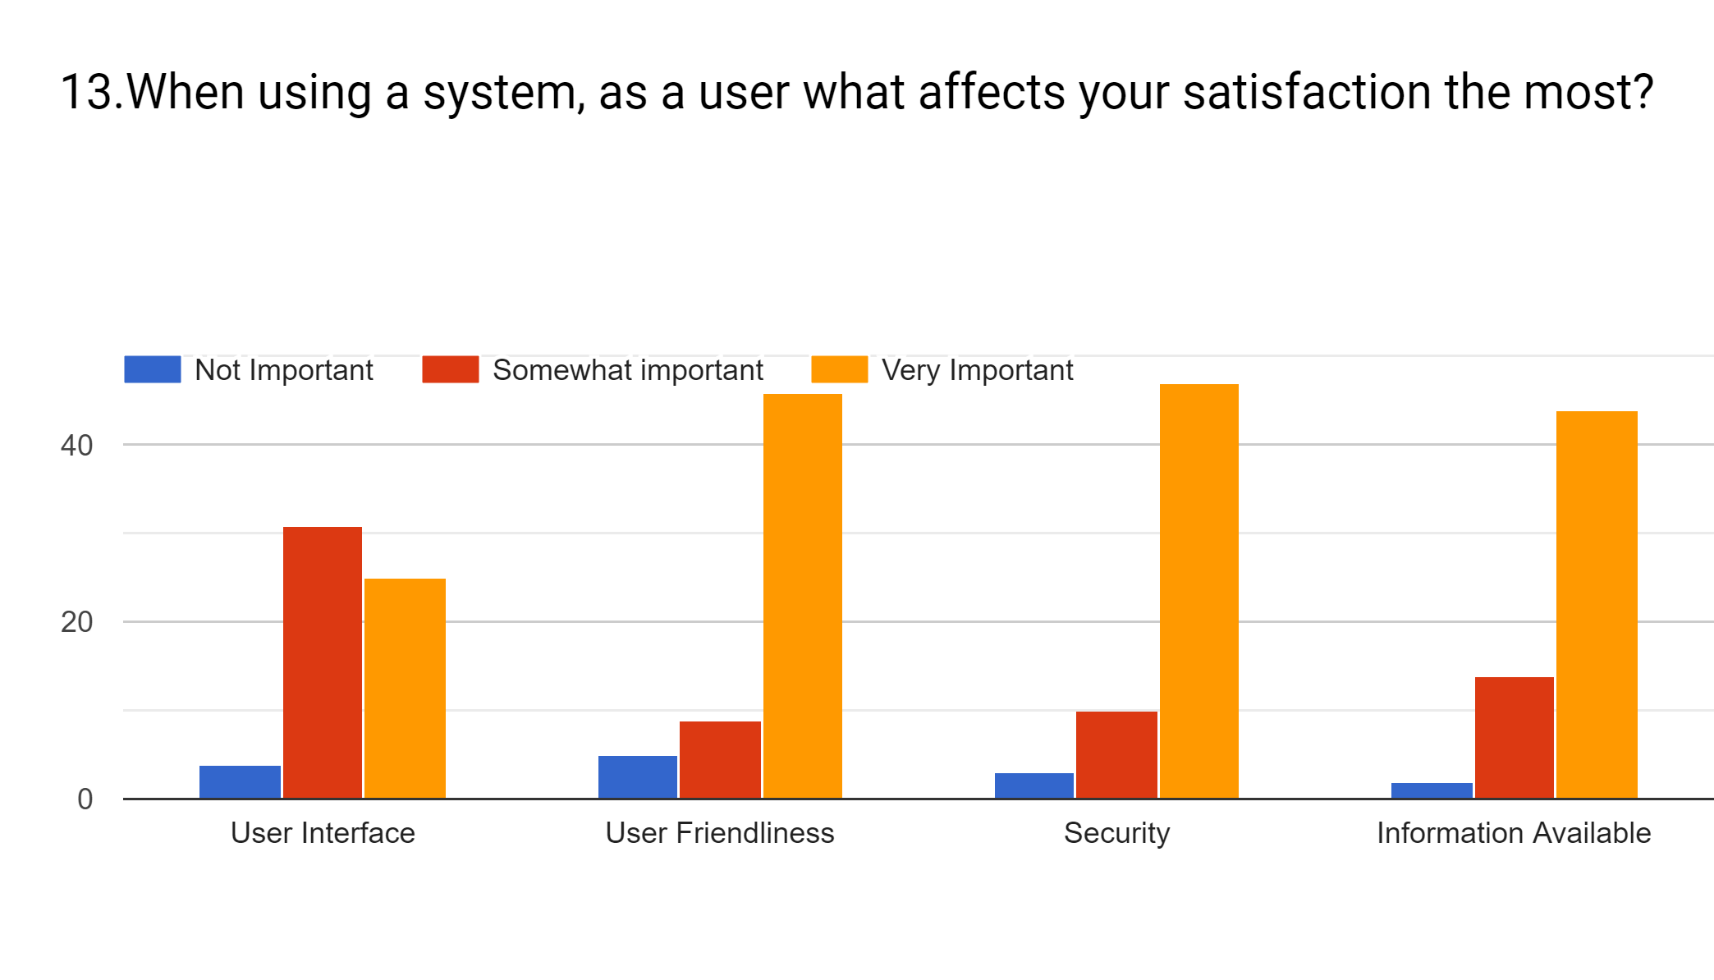 13.When using a system, as a user what affects your satisfaction the most?
Not Important Somewhat important Very Important
40
20
0
User Interface User Friendliness Security Information Available